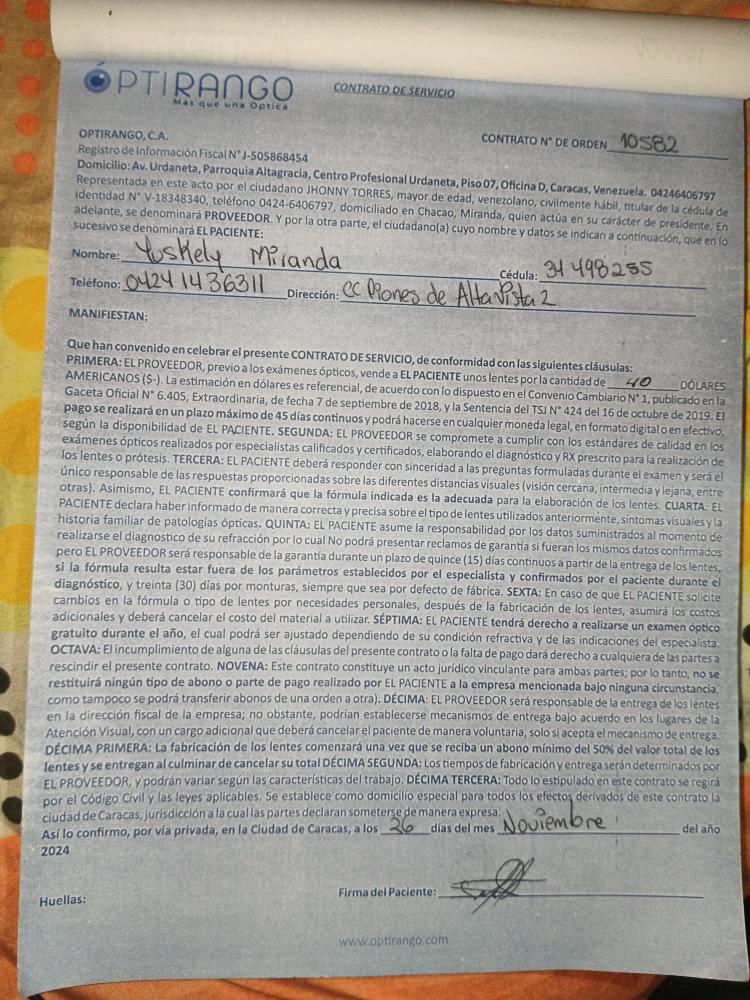 ÓPTIRANGO
Más que una Óptica
CONTRATO DE SERVICIO
OPTIRANGO, C.A.
CONTRATO N° DE ORDEN 10582
Registro de Información Fiscal N° J-505868454
Domicilio: Av. Urdaneta, Parroquia Altagracia, Centro Profesional Urdaneta, Piso 07, Oficina D, Caracas, Venezuela. 04246406797
Representada en este acto por el ciudadano JHONNY TORRES, mayor de edad, venezolano, civilmente hábil, titular de la cédula de
identidad N° V-18348340, teléfono 0424-6406797, domiciliado en Chacao, Miranda, quien actúa en su carácter de presidente. En
adelante, se denominará PROVEEDOR. Y por la otra parte, el ciudadano(a) cuyo nombre y datos se indican a continuación, que en lo
sucesivo se denominará EL PACIENTE:
Nombre: Yuskely Miranda
Cédula: 31 498255
Teléfono: 04241436311 Dirección: CC Piones de Alta Vista 2
MANIFIESTAN:
Que han convenido en celebrar el presente CONTRATO DE SERVICIO, de conformidad con las siguientes cláusulas:
PRIMERA: EL PROVEEDOR, previo a los exámenes ópticos, vende a EL PACIENTE unos lentes por la cantidad de 40 DÓLARES
AMERICANOS ($-). La estimación en dólares es referencial, de acuerdo con lo dispuesto en el Convenio Cambiario N° 1, publicado en la
Gaceta Oficial N° 6.405, Extraordinaria, de fecha 7 de septiembre de 2018, y la Sentencia del TSJ N° 424 del 16 de octubre de 2019. El
pago se realizará en un plazo máximo de 45 días continuos y podrá hacerse en cualquier moneda legal, en formato digital o en efectivo,
según la disponibilidad de EL PACIENTE. SEGUNDA: EL PROVEEDOR se compromete a cumplir con los estándares de calidad en los
exámenes ópticos realizados por especialistas calificados y certificados, elaborando el diagnóstico y RX prescrito para la realización de
los lentes o prótesis. TERCERA: EL PACIENTE deberá responder con sinceridad a las preguntas formuladas durante el examen y será el
único responsable de las respuestas proporcionadas sobre las diferentes distancias visuales (visión cercana, intermedia y lejana, entre
otras). Asimismo, EL PACIENTE confirmará que la fórmula indicada es la adecuada para la elaboración de los lentes. CUARTA: EL
PACIENTE declara haber informado de manera correcta y precisa sobre el tipo de lentes utilizados anteriormente, síntomas visuales y la
historia familiar de patologías ópticas. QUINTA: EL PACIENTE asume la responsabilidad por los datos suministrados al momento de
realizarse el diagnostico de su refracción por lo cual No podrá presentar reclamos de garantía si fueran los mismos datos confirmados
pero EL PROVEEDOR será responsable de la garantía durante un plazo de quince (15) días continuos a partir de la entrega de los lentes,
si la fórmula resulta estar fuera de los parámetros establecidos por el especialista y confirmados por el paciente durante el
diagnóstico, y treinta (30) días por monturas, siempre que sea por defecto de fábrica. SEXTA: En caso de que EL PACIENTE solicite
cambios en la fórmula o tipo de lentes por necesidades personales, después de la fabricación de los lentes, asumirá los costos
adicionales y deberá cancelar el costo del material a utilizar. SÉPTIMA: EL PACIENTE tendrá derecho a realizarse un examen óptico
gratuito durante el año, el cual podrá ser ajustado dependiendo de su condición refractiva y de las indicaciones del especialista.
OCTAVA: El incumplimiento de alguna de las cláusulas del presente contrato o la falta de pago dará derecho a cualquiera de las partes a
rescindir el presente contrato. NOVENA: Este contrato constituye un acto jurídico vinculante para ambas partes; por lo tanto, no se
restituirá ningún tipo de abono o parte de pago realizado por EL PACIENTE a la empresa mencionada bajo ninguna circunstancia,
como tampoco se podrá transferir abonos de una orden a otra). DÉCIMA: EL PROVEEDOR será responsable de la entrega de los lentes
en la dirección fiscal de la empresa; no obstante, podrían establecerse mecanismos de entrega bajo acuerdo en los lugares de la
Atención Visual, con un cargo adicional que deberá cancelar el paciente de manera voluntaria, solo si acepta el mecanismo de entrega.
DÉCIMA PRIMERA: La fabricación de los lentes comenzará una vez que se reciba un abono mínimo del 50% del valor total de los
lentes y se entregan al culminar de cancelar su total DÉCIMA SEGUNDA: Los tiempos de fabricación y entrega serán determinados por
EL PROVEEDOR, y podrán variar según las características del trabajo. DÉCIMA TERCERA: Todo lo estipulado en este contrato se regirá
por el Código Civil y las leyes aplicables. Se establece como domicilio especial para todos los efectos derivados de este contrato la
ciudad de Caracas, jurisdicción a la cual las partes declaran someterse de manera expresa.
Así lo confirmo, por vía privada, en la Ciudad de Caracas, a los 26 días del mes Noviembre del año
2024
Huellas:
Firma del Paciente:
www.optirango.com